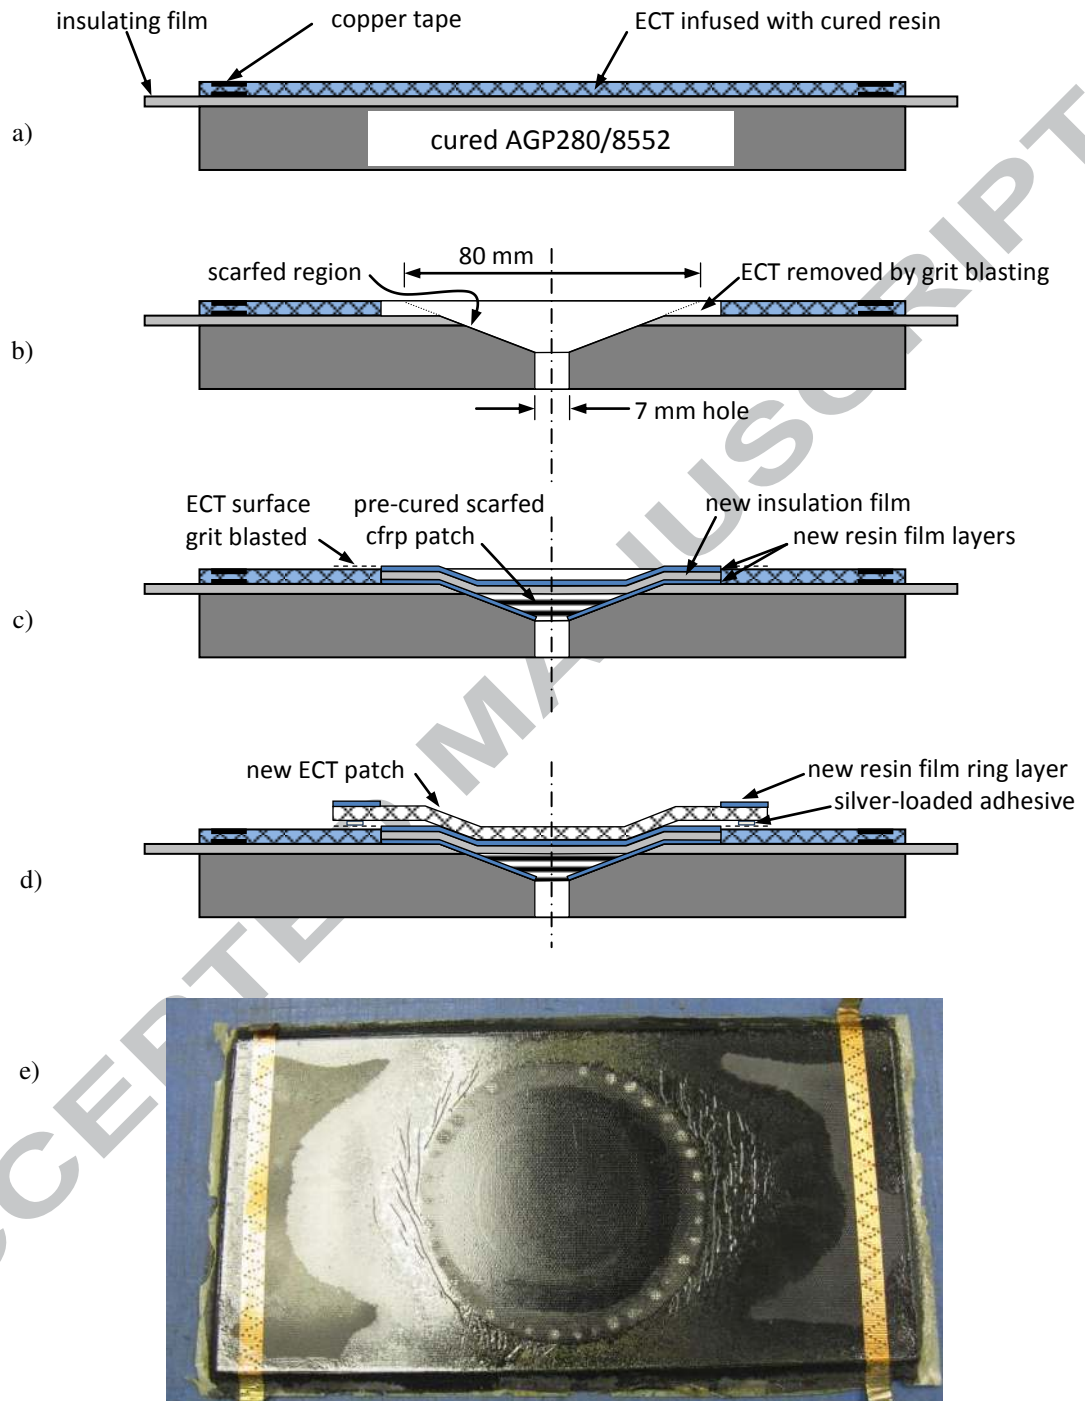 insulating film
copper tape
ECT infused with cured resin
a)
cured AGP280/8552
80 mm
scarfed region
ECT removed by grit blasting
b)
7 mm hole
ECT surface
grit blasted
pre-cured scarfed
cfrp patch
new insulation film
new resin film layers
c)
new ECT patch
new resin film ring layer
silver-loaded adhesive
d)
e)
ACCEPTED MANUSCRIPT